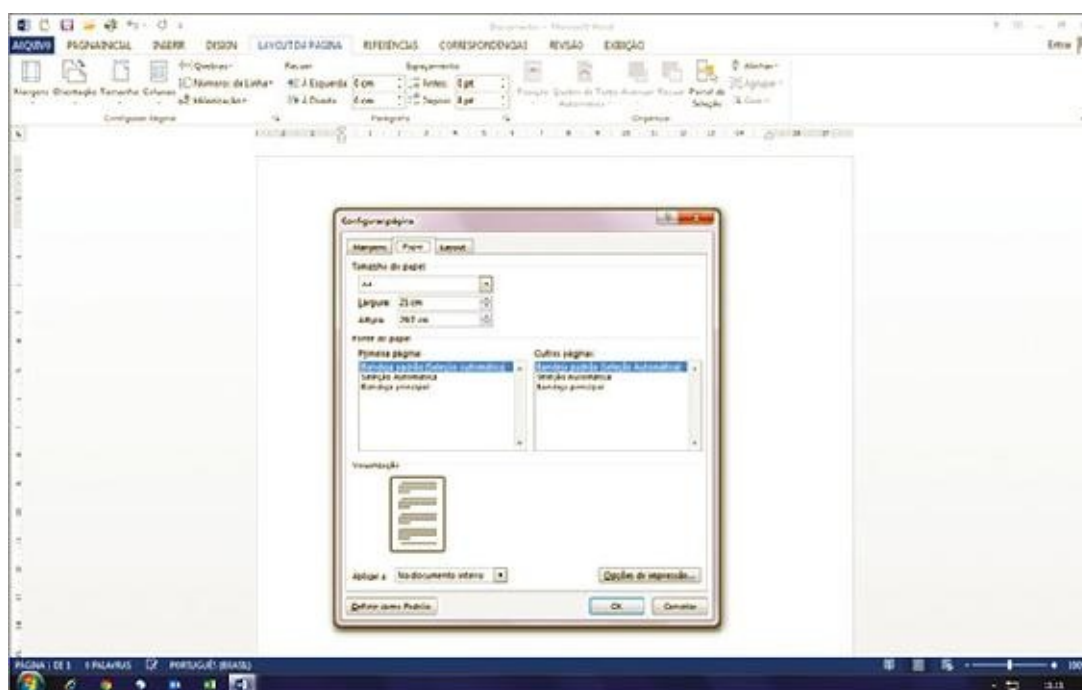 Documento1 - Microsoft Word
ARQUIVO PÁGINA INICIAL INSERIR DESIGN LAYOUT DA PÁGINA REFERÊNCIAS CORRESPONDÊNCIAS REVISÃO EXIBIÇÃO Entrar
Quebras Recuar Espaçamento Alinhar
Números de Linha À Esquerda 0 cm Antes: 0 pt Agrupar
Margens Orientação Tamanho Colunas Hifenização À Direita 0 cm Depois: 0 pt Posição Avançar Recuar Painel de Seleção Girar
Configurar Página Parágrafo Organizar
Configurar página
Margens Papel Layout
Tamanho do papel:
A4
Largura: 21 cm
Altura: 29,7 cm
Fonte de papel
Primeira página: Outras páginas:
Bandeja padrão (Seleção Automática) Bandeja padrão (Seleção Automática)
Seleção Automática Seleção Automática
Bandeja principal Bandeja principal
Visualização
Aplicar a: No documento inteiro Opções de impressão...
Definir como Padrão OK Cancelar
PÁGINA 1 DE 1 PALAVRAS PORTUGUÊS (BRASIL) 100